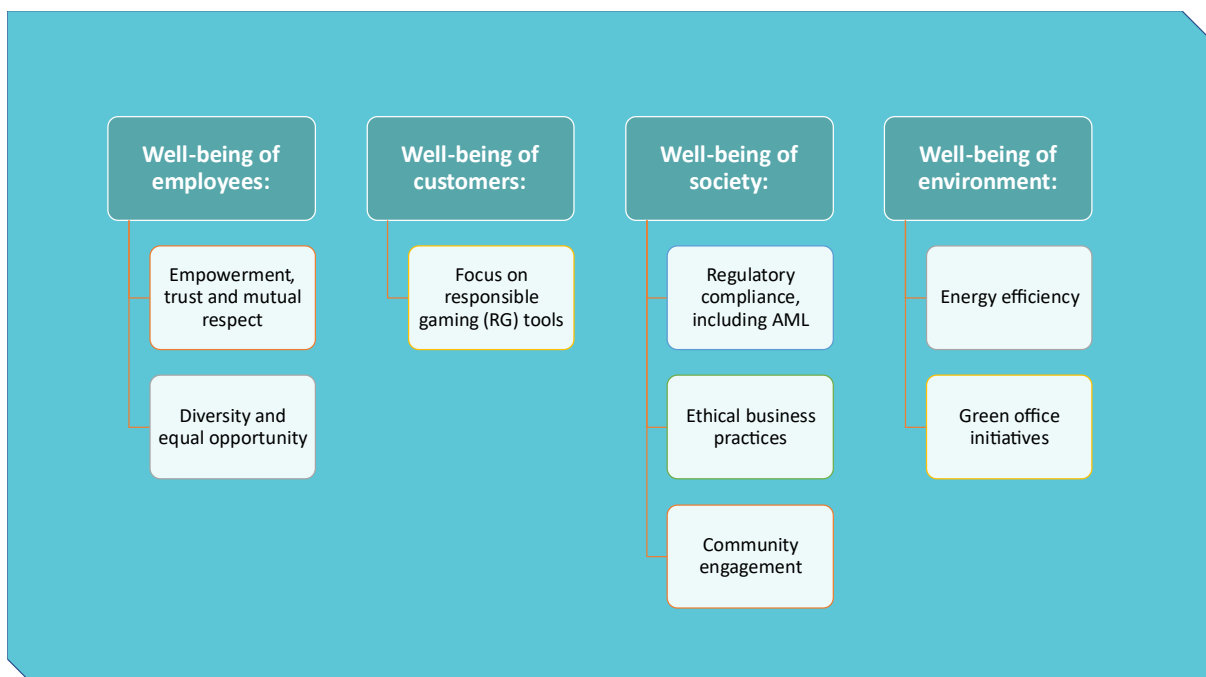 Well-being of
employees:
Empowerment,
trust and mutual
respect
Diversity and
equal opportunity
Well-being of
customers:
Focus on
responsible
gaming (RG) tools
Well-being of
society:
Regulatory
compliance,
including AML
Ethical business
practices
Community
engagement
Well-being of
environment:
Energy efficiency
Green office
initiatives